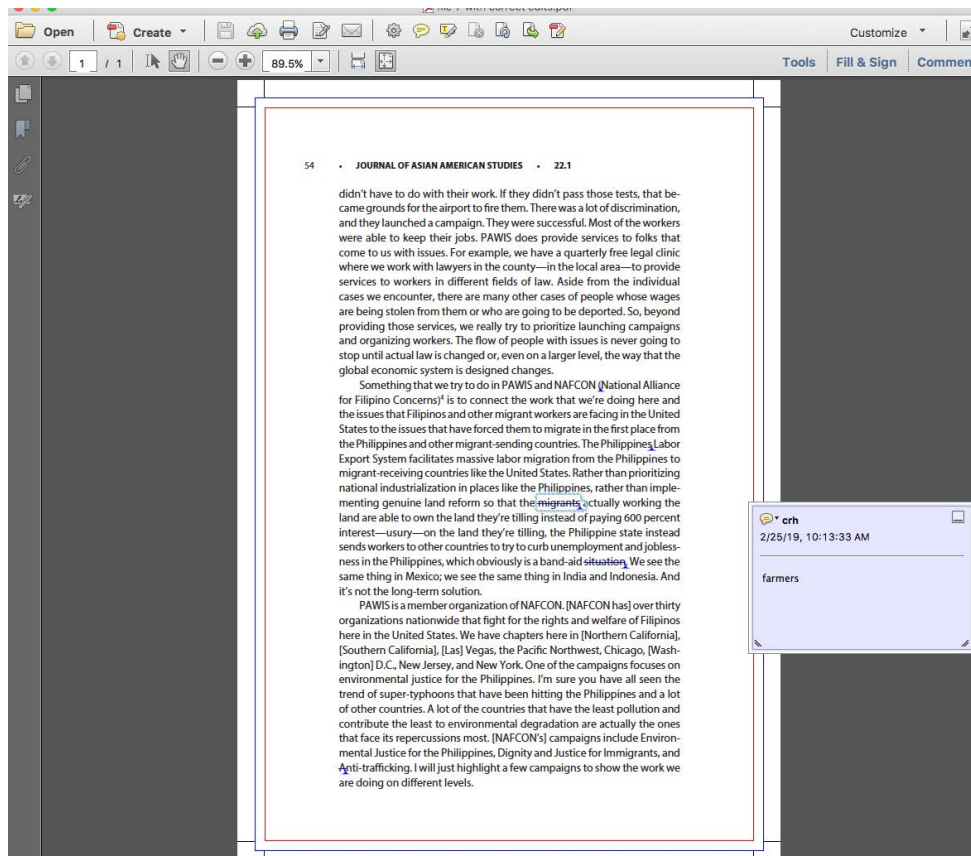 file 7 with correct edits.pdf
Open Create Customize
1 / 1 89.5% Tools Fill & Sign Commen
54 • JOURNAL OF ASIAN AMERICAN STUDIES • 22.1
didn't have to do with their work. If they didn't pass those tests, that be-
came grounds for the airport to fire them. There was a lot of discrimination,
and they launched a campaign. They were successful. Most of the workers
were able to keep their jobs. PAWIS does provide services to folks that
come to us with issues. For example, we have a quarterly free legal clinic
where we work with lawyers in the county—in the local area—to provide
services to workers in different fields of law. Aside from the individual
cases we encounter, there are many other cases of people whose wages
are being stolen from them or who are going to be deported. So, beyond
providing those services, we really try to prioritize launching campaigns
and organizing workers. The flow of people with issues is never going to
stop until actual law is changed or, even on a larger level, the way that the
global economic system is designed changes.
Something that we try to do in PAWIS and NAFCON (National Alliance
for Filipino Concerns)⁴ is to connect the work that we're doing here and
the issues that Filipinos and other migrant workers are facing in the United
States to the issues that have forced them to migrate in the first place from
the Philippines and other migrant-sending countries. The Philippines Labor
Export System facilitates massive labor migration from the Philippines to
migrant-receiving countries like the United States. Rather than prioritizing
national industrialization in places like the Philippines, rather than imple-
menting genuine land reform so that the migrants actually working the
land are able to own the land they're tilling instead of paying 600 percent
interest—usury—on the land they're tilling, the Philippine state instead
sends workers to other countries to try to curb unemployment and jobless-
ness in the Philippines, which obviously is a band-aid situation. We see the
same thing in Mexico; we see the same thing in India and Indonesia. And
it's not the long-term solution.
PAWIS is a member organization of NAFCON. [NAFCON has] over thirty
organizations nationwide that fight for the rights and welfare of Filipinos
here in the United States. We have chapters here in [Northern California],
[Southern California], [Las] Vegas, the Pacific Northwest, Chicago, [Wash-
ington] D.C., New Jersey, and New York. One of the campaigns focuses on
environmental justice for the Philippines. I'm sure you have all seen the
trend of super-typhoons that have been hitting the Philippines and a lot
of other countries. A lot of the countries that have the least pollution and
contribute the least to environmental degradation are actually the ones
that face its repercussions most. [NAFCON's] campaigns include Environ-
mental Justice for the Philippines, Dignity and Justice for Immigrants, and
Anti-trafficking. I will just highlight a few campaigns to show the work we
are doing on different levels.
crh
2/25/19, 10:13:33 AM
farmers